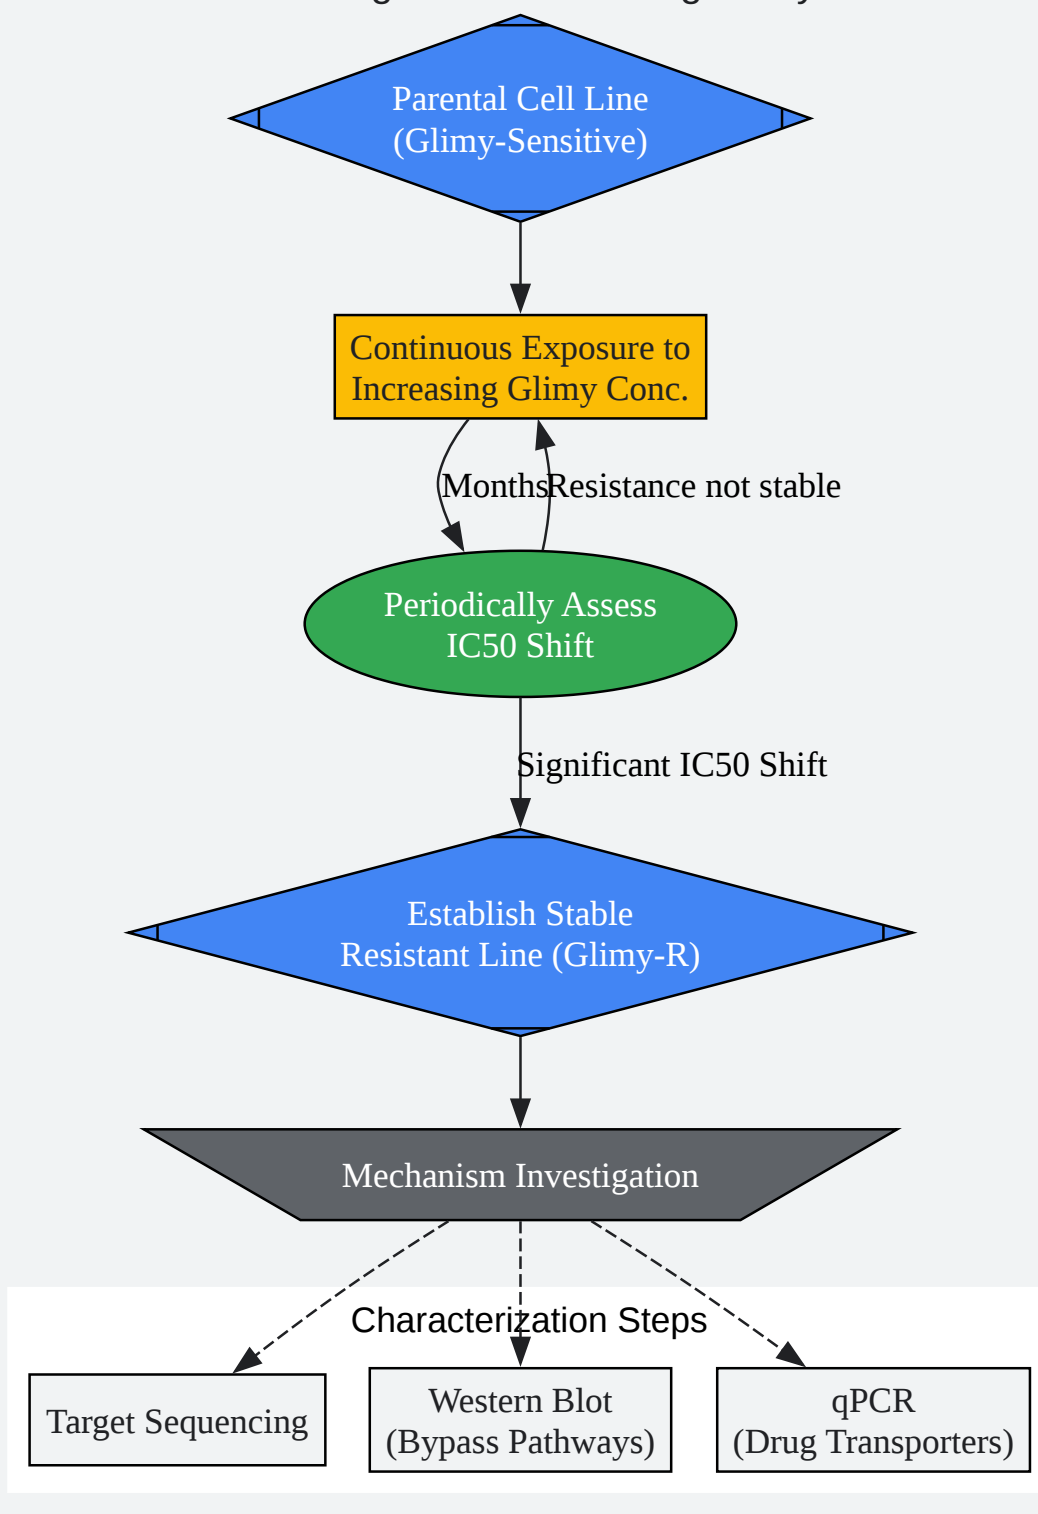 Parental Cell Line
(Glimy-Sensitive)
Continuous Exposure to
Increasing Glimy Conc.
Months
Resistance not stable
Periodically Assess
IC50 Shift
Significant IC50 Shift
Establish Stable
Resistant Line (Glimy-R)
Mechanism Investigation
Characterization Steps
Target Sequencing
Western Blot
(Bypass Pathways)
qPCR
(Drug Transporters)